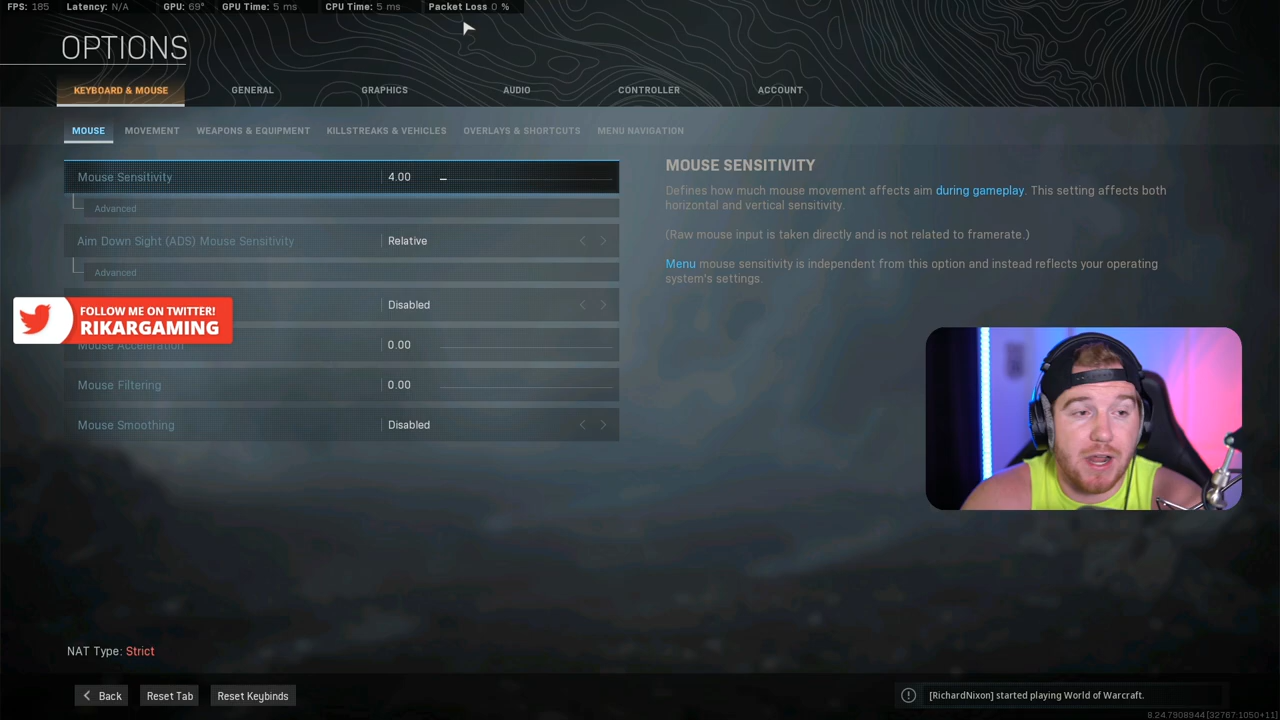 FPS: 185 Latency: N/A GPU: 69° GPU Time: 5 ms CPU Time: 5 ms Packet Loss 0 %
OPTIONS
KEYBOARD & MOUSE GENERAL GRAPHICS AUDIO CONTROLLER ACCOUNT
MOUSE MOVEMENT WEAPONS & EQUIPMENT KILLSTREAKS & VEHICLES OVERLAYS & SHORTCUTS MENU NAVIGATION
Mouse Sensitivity 4.00
Advanced
Aim Down Sight (ADS) Mouse Sensitivity Relative
Advanced
Disabled
Mouse Acceleration 0.00
Mouse Filtering 0.00
Mouse Smoothing Disabled
FOLLOW ME ON TWITTER!
RIKARGAMING
MOUSE SENSITIVITY
Defines how much mouse movement affects aim during gameplay. This setting affects both
horizontal and vertical sensitivity.
(Raw mouse input is taken directly and is not related to framerate.)
Menu mouse sensitivity is independent from this option and instead reflects your operating
system's settings.
NAT Type: Strict
Back Reset Tab Reset Keybinds
[RichardNixon] started playing World of Warcraft.
8.24.7908944 [32767:1050+11]